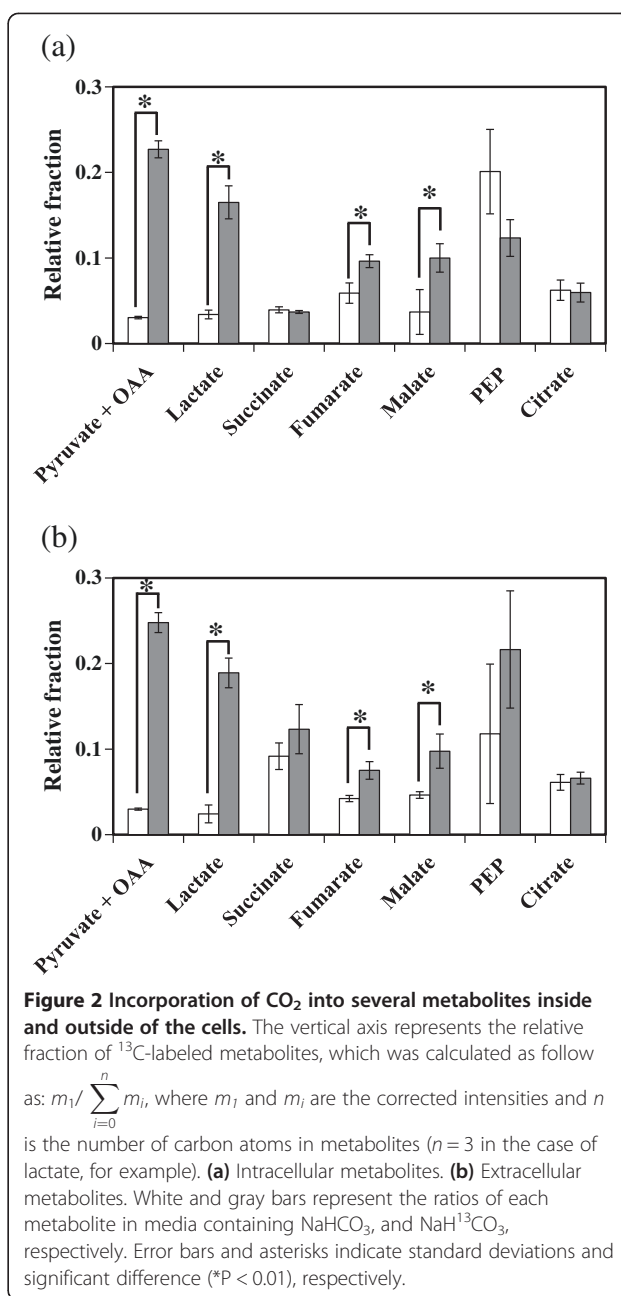 (a)
*
*
*
*
0.3
0.2
0.1
0
Relative fraction
Pyruvate + OAA
Lactate
Succinate
Fumarate
Malate
PEP
Citrate
(b)
*
*
*
*
0.3
0.2
0.1
0
Relative fraction
Pyruvate + OAA
Lactate
Succinate
Fumarate
Malate
PEP
Citrate
Figure 2 Incorporation of CO₂ into several metabolites inside
and outside of the cells. The vertical axis represents the relative
fraction of ¹³C-labeled metabolites, which was calculated as follow
as: m₁/ ∑ⁿᵢ₌₀ mᵢ, where m₁ and mᵢ are the corrected intensities and n
is the number of carbon atoms in metabolites (n = 3 in the case of
lactate, for example). (a) Intracellular metabolites. (b) Extracellular
metabolites. White and gray bars represent the ratios of each
metabolite in media containing NaHCO₃, and NaH¹³CO₃,
respectively. Error bars and asterisks indicate standard deviations and
significant difference (*P < 0.01), respectively.